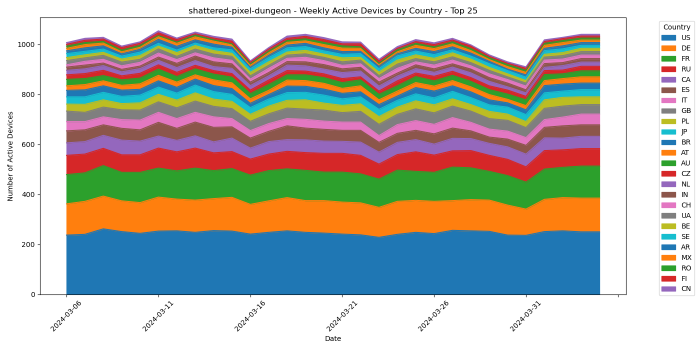 shattered-pixel-dungeon - Weekly Active Devices by Country - Top 25
Number of Active Devices
1000
800
600
400
200
0
2024-03-06
2024-03-11
2024-03-16
2024-03-21
2024-03-26
2024-03-31
Date
Country
US
DE
FR
RU
CA
ES
IT
GB
PL
JP
BR
AT
AU
CZ
NL
IN
CH
UA
BE
SE
AR
MX
RO
FI
CN